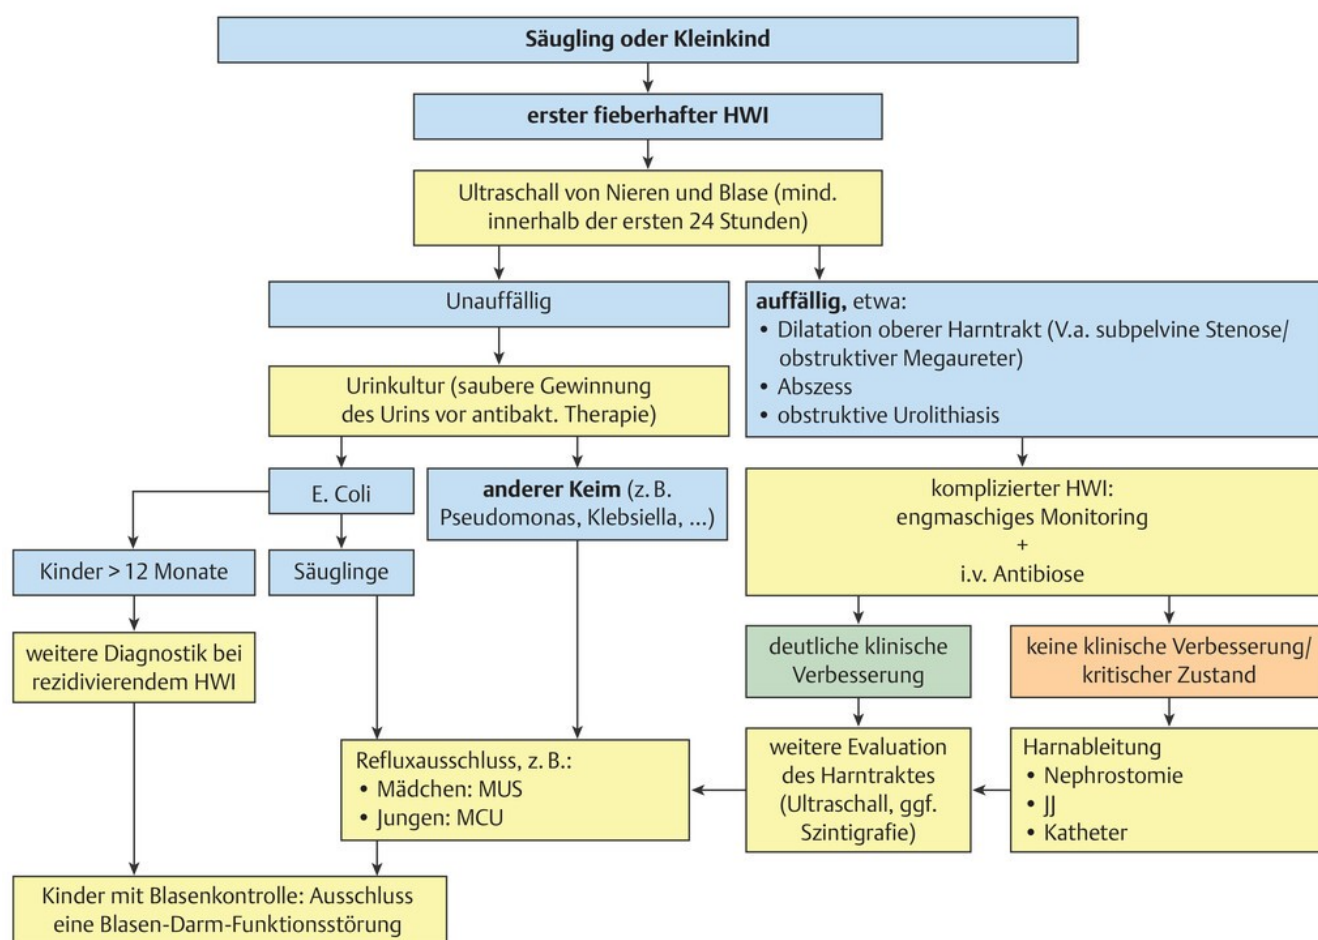 Säugling oder Kleinkind
erster fieberhafter HWI
Ultraschall von Nieren und Blase (mind.
innerhalb der ersten 24 Stunden)
Unauffällig
auffällig, etwa:
• Dilatation oberer Harntrakt (V.a. subpelvine Stenose/
obstruktiver Megaureter)
• Abszess
• obstruktive Urolithiasis
Urinkultur (saubere Gewinnung
des Urins vor antibakt. Therapie)
E. Coli
anderer Keim (z. B.
Pseudomonas, Klebsiella, ...)
komplizierter HWI:
engmaschiges Monitoring
+
i.v. Antibiose
Kinder > 12 Monate
Säuglinge
weitere Diagnostik bei
rezidivierendem HWI
deutliche klinische
Verbesserung
keine klinische Verbesserung/
kritischer Zustand
Refluxausschluss, z. B.:
• Mädchen: MUS
• Jungen: MCU
weitere Evaluation
des Harntraktes
(Ultraschall, ggf.
Szintigrafie)
Harnableitung
• Nephrostomie
• JJ
• Katheter
Kinder mit Blasenkontrolle: Ausschluss
eine Blasen-Darm-Funktionsstörung